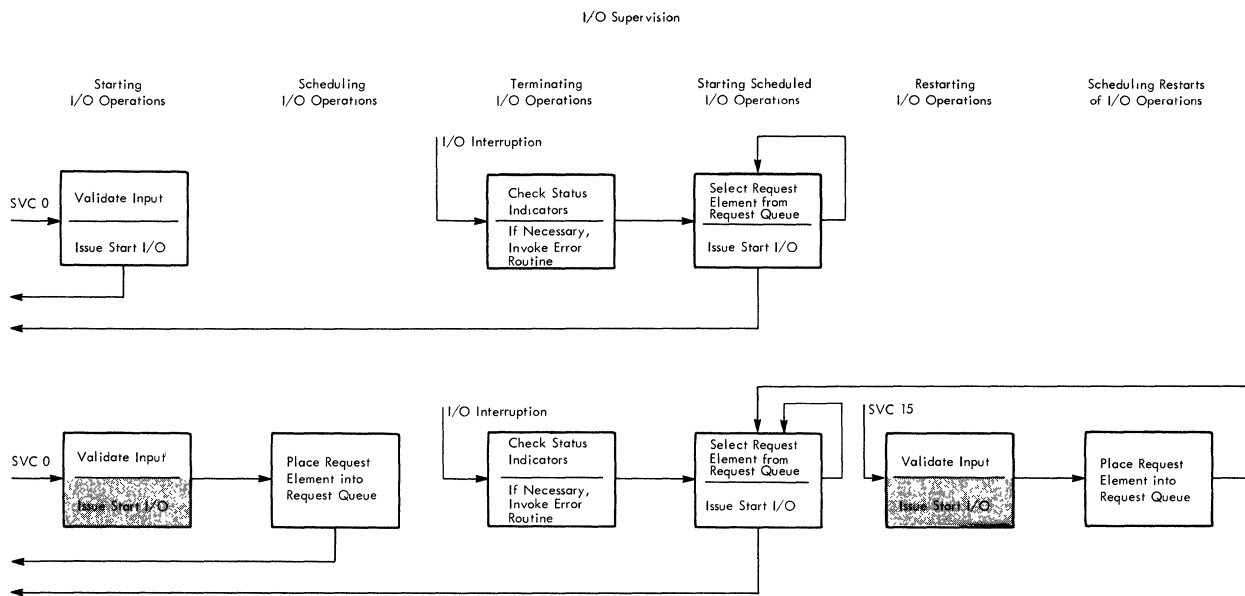 I/O Supervision
Starting
I/O Operations
Scheduling
I/O Operations
Terminating
I/O Operations
Starting Scheduled
I/O Operations
Restarting
I/O Operations
Scheduling Restarts
of I/O Operations
SVC 0
Validate Input
Issue Start I/O
I/O Interruption
Check Status
Indicators
If Necessary,
Invoke Error
Routine
Select Request
Element from
Request Queue
Issue Start I/O
SVC 0
Validate Input
Issue Start I/O
Place Request
Element into
Request Queue
I/O Interruption
Check Status
Indicators
If Necessary,
Invoke Error
Routine
Select Request
Element from
Request Queue
Issue Start I/O
SVC 15
Validate Input
Issue Start I/O
Place Request
Element into
Request Queue